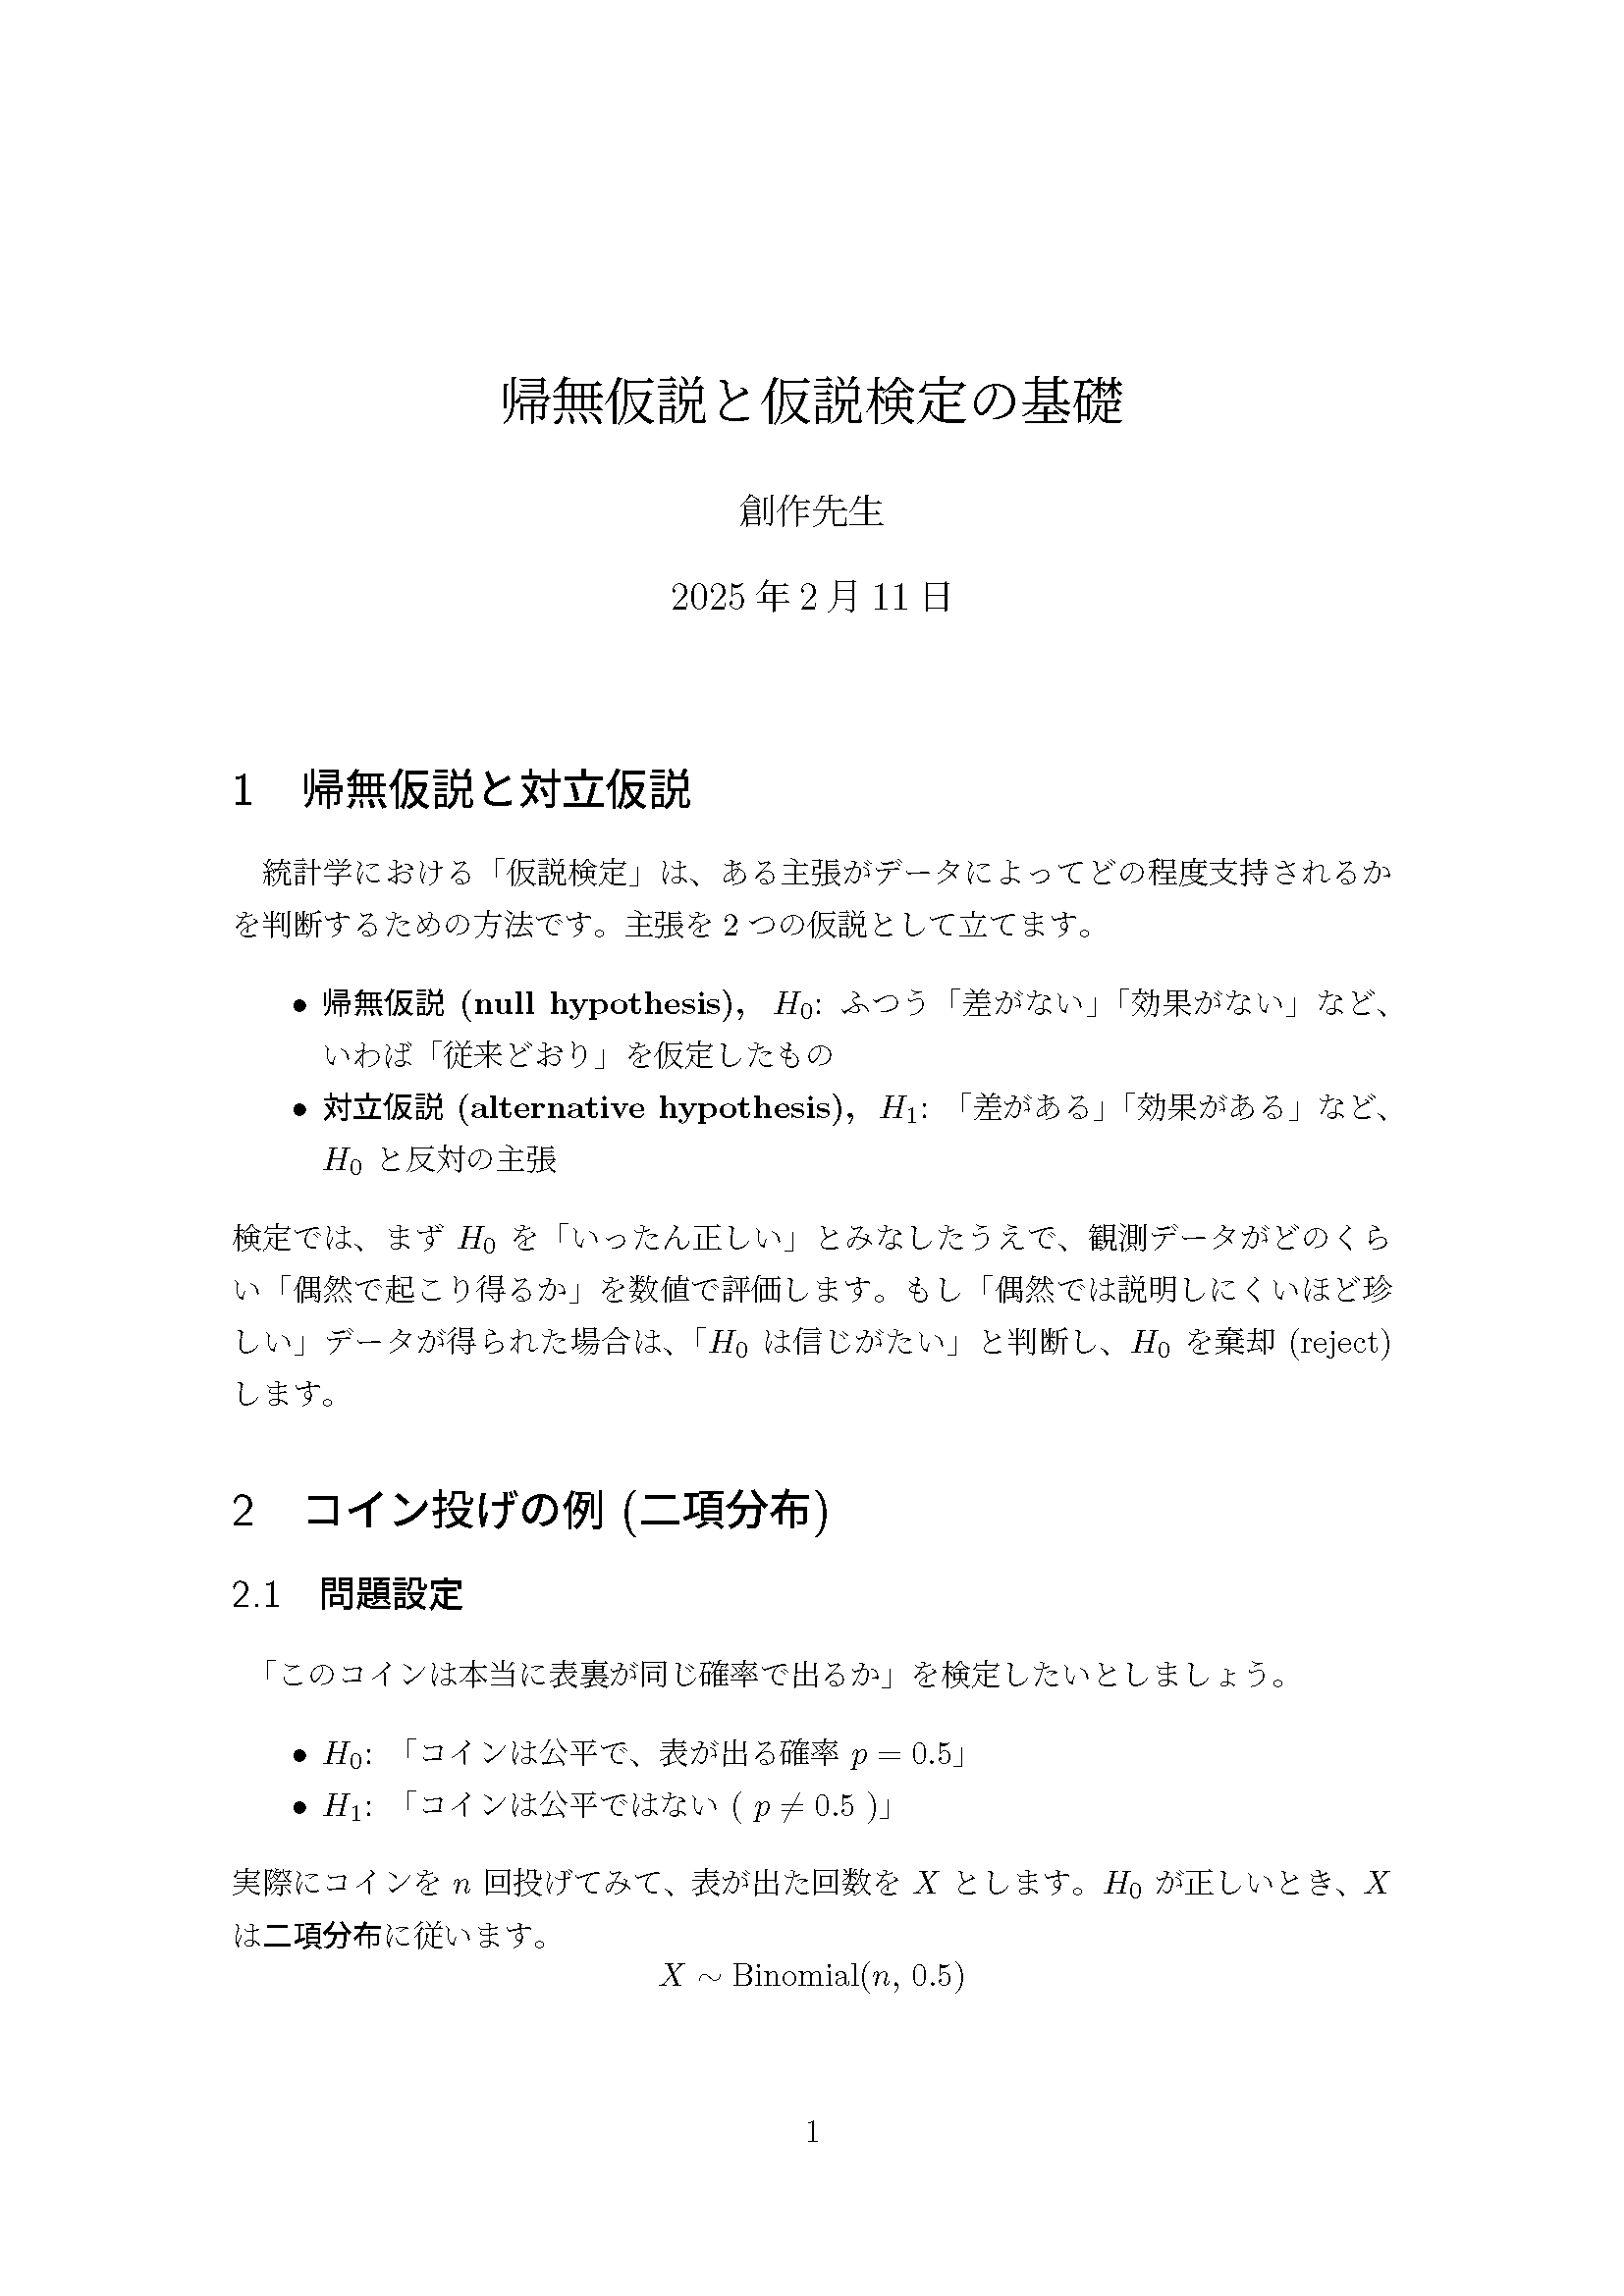 帰無仮説と仮説検定の基礎
創作先生
2025 年 2 月 11 日
1 帰無仮説と対立仮説
統計学における「仮説検定」は、ある主張がデータによってどの程度支持されるか
を判断するための方法です。主張を 2 つの仮説として立てます。
• 帰無仮説 (null hypothesis), H₀: ふつう「差がない」「効果がない」など、
いわば「従来どおり」を仮定したもの
• 対立仮説 (alternative hypothesis), H₁: 「差がある」「効果がある」など、
H₀ と反対の主張
検定では、まず H₀ を「いったん正しい」とみなしたうえで、観測データがどのくら
い「偶然で起こり得るか」を数値で評価します。もし「偶然では説明しにくいほど珍
しい」データが得られた場合は、「H₀ は信じがたい」と判断し、H₀ を棄却 (reject)
します。
2 コイン投げの例 (二項分布)
2.1 問題設定
「このコインは本当に表裏が同じ確率で出るか」を検定したいとしましょう。
• H₀: 「コインは公平で、表が出る確率 p = 0.5」
• H₁: 「コインは公平ではない ( p ≠ 0.5 )」
実際にコインを n 回投げてみて、表が出た回数を X とします。H₀ が正しいとき、X
は二項分布に従います。
X ∼ Binomial(n, 0.5)
1